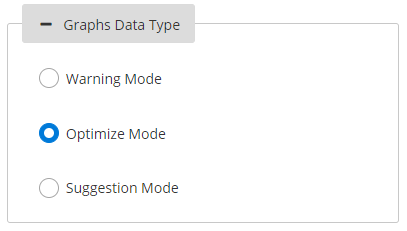 Graphs Data Type
Warning Mode
Optimize Mode
Suggestion Mode